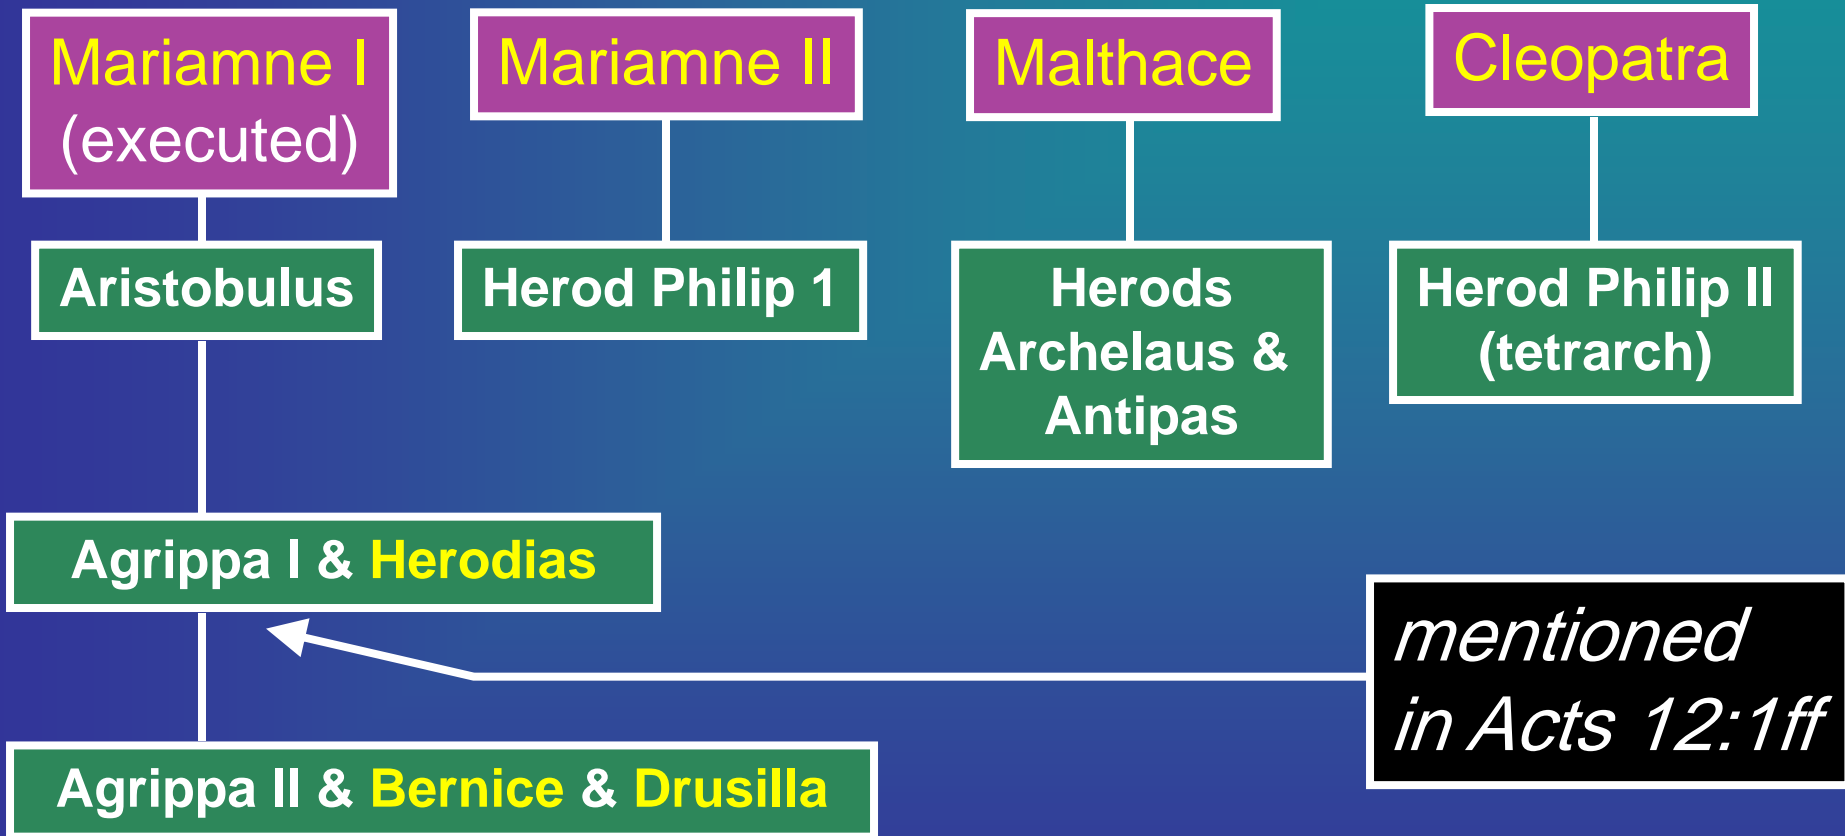 Mariamne I
(executed)
Mariamne II
Malthace
Cleopatra
Aristobulus
Herod Philip 1
Herods
Archelaus &
Antipas
Herod Philip II
(tetrarch)
Agrippa I & Herodias
mentioned
in Acts 12:1ff
Agrippa II & Bernice & Drusilla